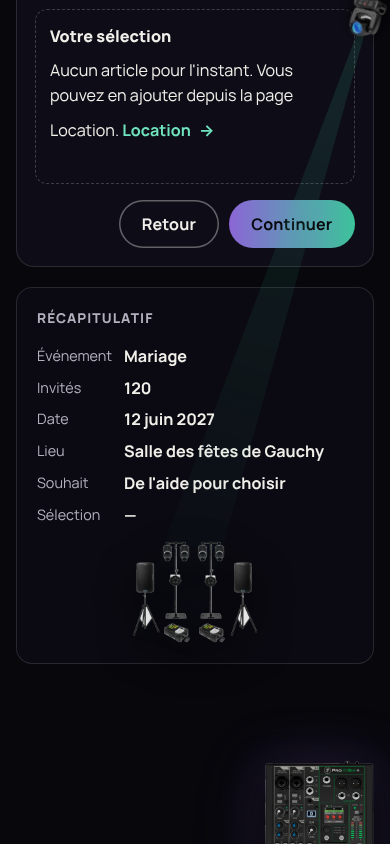 Votre sélection
Aucun article pour l'instant. Vous
pouvez en ajouter depuis la page
Location. Location →
Retour
Continuer
RÉCAPITULATIF
Événement Mariage
Invités 120
Date 12 juin 2027
Lieu Salle des fêtes de Gauchy
Souhait De l'aide pour choisir
Sélection —